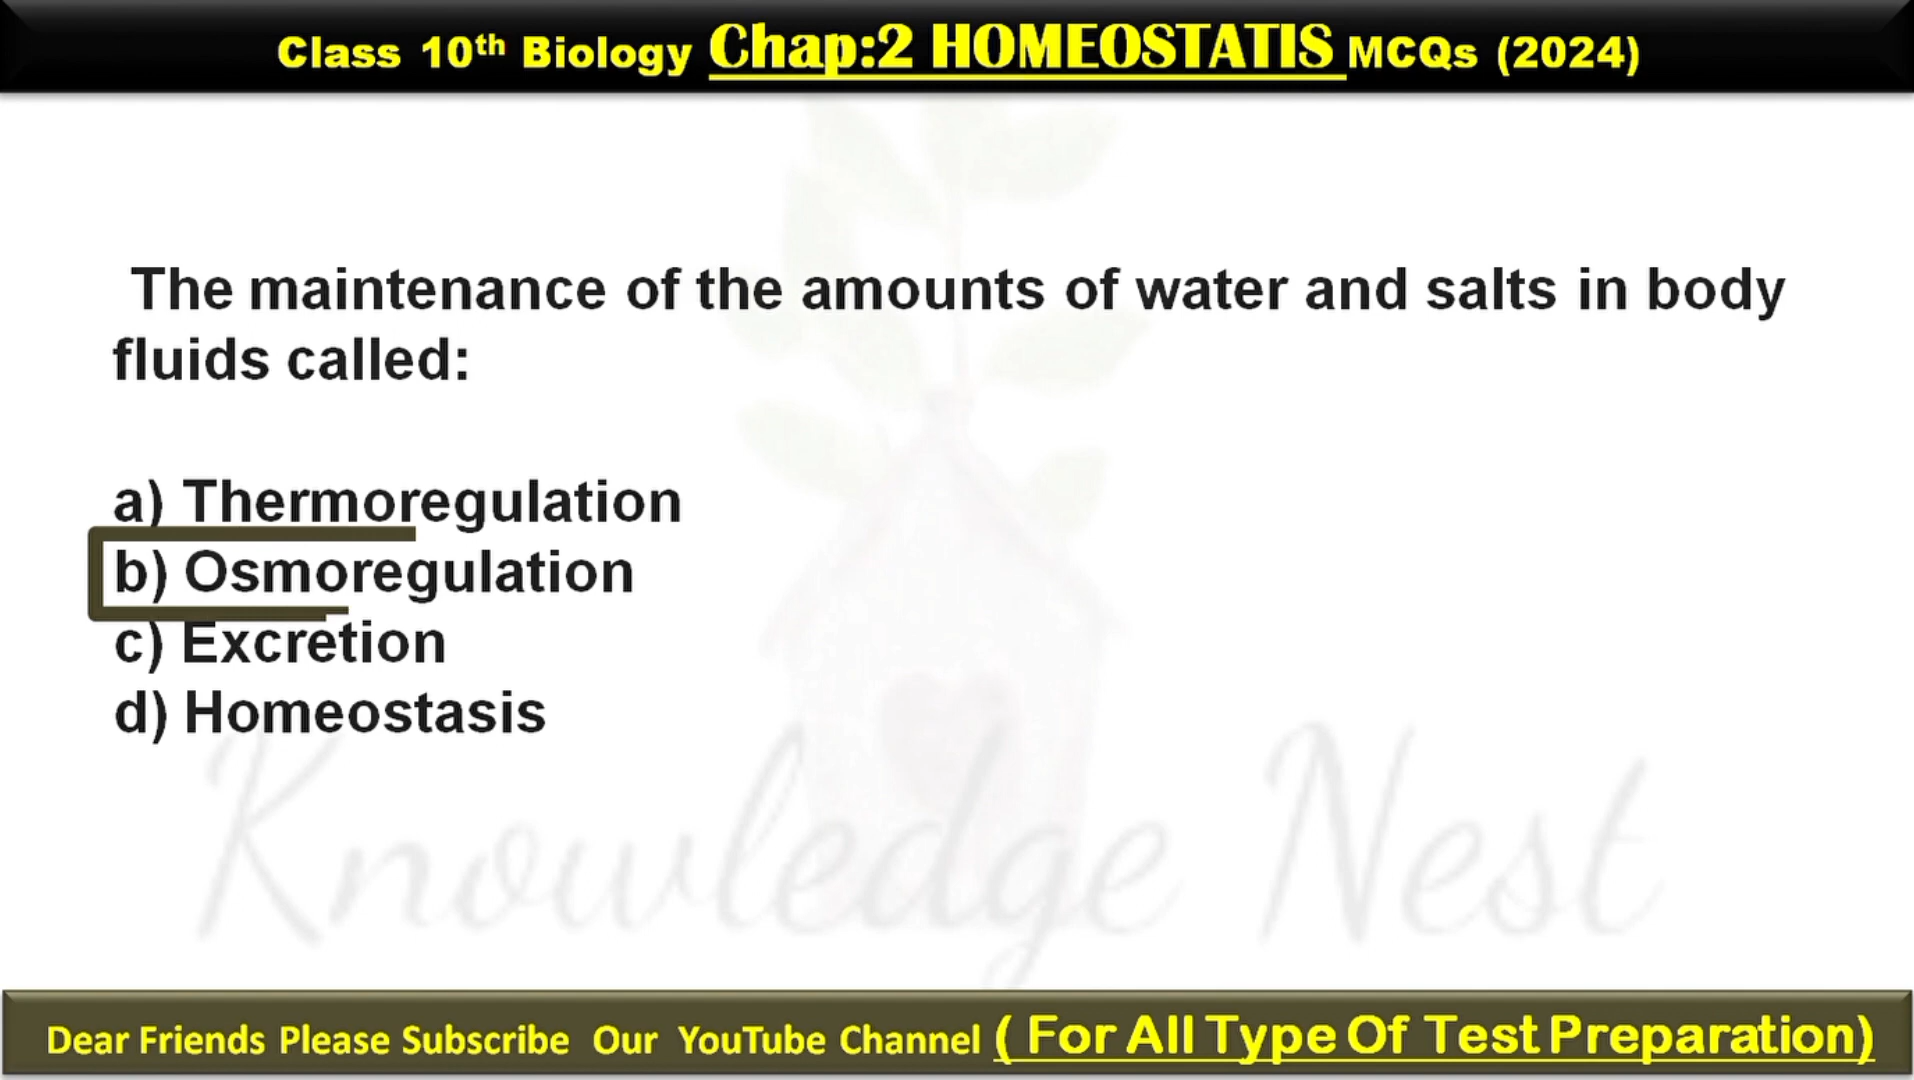 Class 10th Biology Chap:2 HOMEOSTATIS MCQs (2024)
The maintenance of the amounts of water and salts in body
fluids called:
a) Thermoregulation
b) Osmoregulation
c) Excretion
d) Homeostasis
Knowledge Nest
Dear Friends Please Subscribe Our YouTube Channel ( For All Type Of Test Preparation)